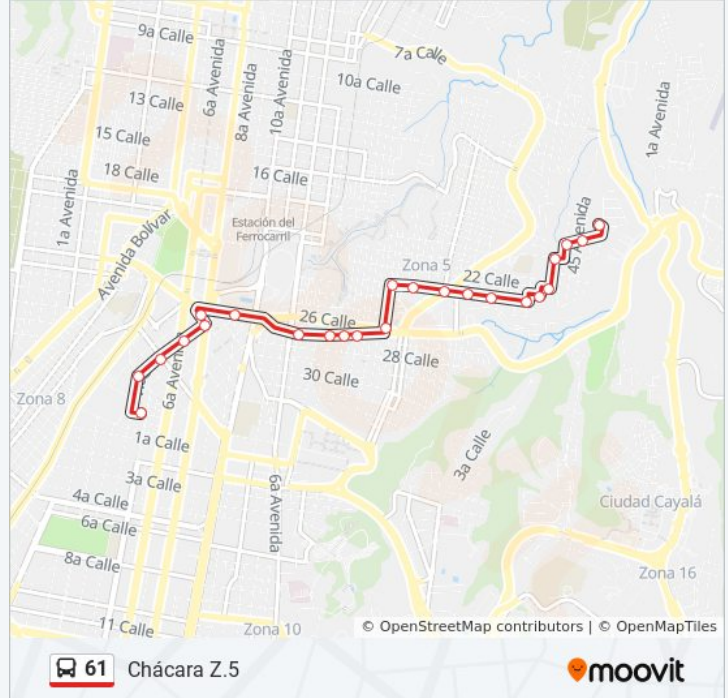 9a Calle
7a Calle
6a Avenida
8a Avenida
10a Avenida
10a Calle
1a Avenida
13 Calle
15 Calle
18 Calle
16 Calle
1a Avenida
Avenida Bolívar
Estación del
Ferrocarril
45 Avenida
Zona 5
22 Calle
26 Calle
28 Calle
6a Avenida
30 Calle
Zona 8
1a Calle
3a Calle
3a Calle
4a Calle
6a Calle
6a Avenida
8a Calle
Ciudad Cayalá
Zona 16
11 Calle
Zona 10
© OpenStreetMap contributors | © OpenMapTiles
61 Chácara Z.5
moovit